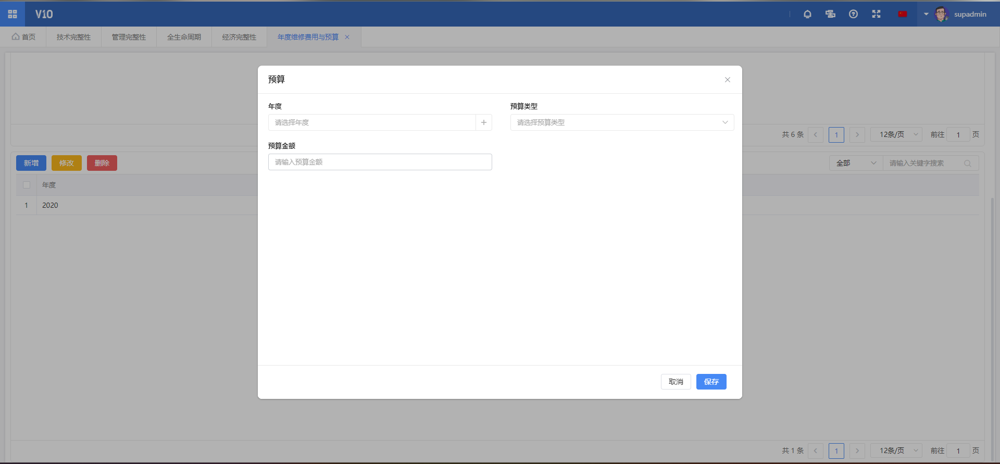 V10
supadmin
首页 技术完整性 管理完整性 全生命周期 经济完整性 年度维修费用与预算
预算
年度 预算类型
请选择年度 请选择预算类型
共 6 条 1 12条/页 前往 1 页
预算金额
请输入预算金额
新增 修改 删除 全部 请输入关键字搜索
年度
1 2020
取消 保存
共 1 条 1 12条/页 前往 1 页